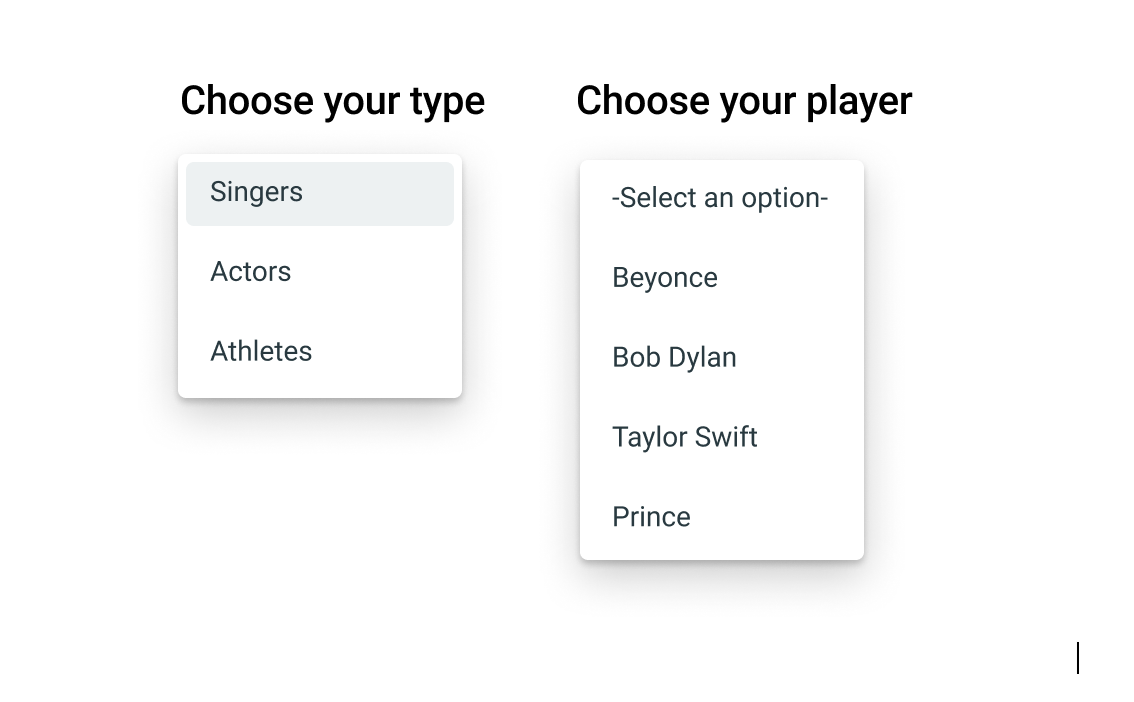 Choose your type
Singers
Actors
Athletes
Choose your player
-Select an option-
Beyonce
Bob Dylan
Taylor Swift
Prince